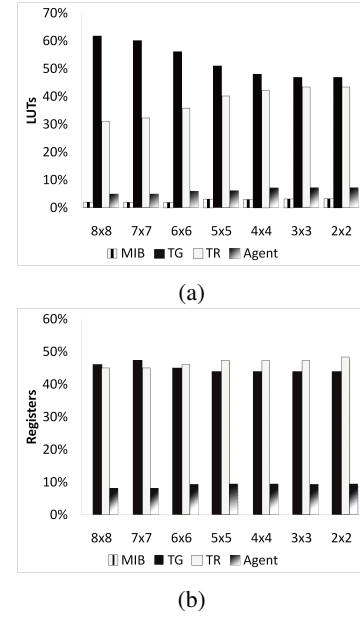 70%
60%
50%
40%
30%
20%
10%
0%
LUTs
8x8 7x7 6x6 5x5 4x4 3x3 2x2
MIB TG TR Agent
(a)
60%
50%
40%
30%
20%
10%
0%
Registers
8x8 7x7 6x6 5x5 4x4 3x3 2x2
MIB TG TR Agent
(b)